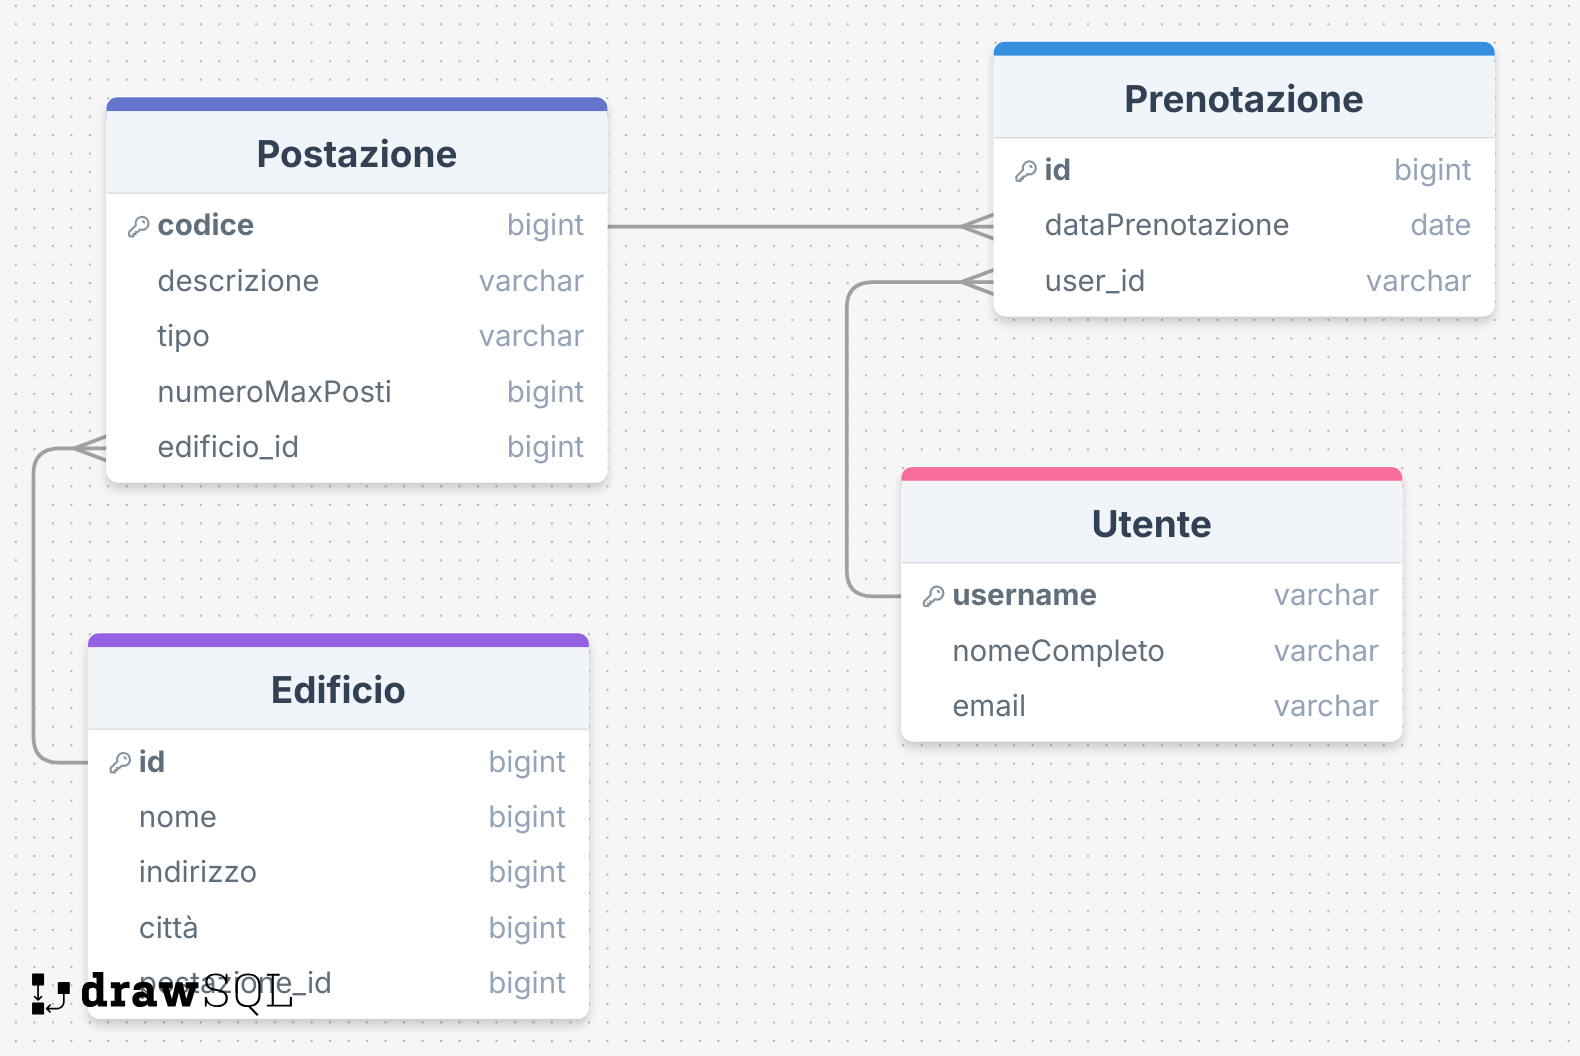 Postazione
codice bigint
descrizione varchar
tipo varchar
numeroMaxPosti bigint
edificio_id bigint
Prenotazione
id bigint
dataPrenotazione date
user_id varchar
Utente
username varchar
nomeCompleto varchar
email varchar
Edificio
id bigint
nome bigint
indirizzo bigint
città bigint
postazione_id bigint
drawSQL